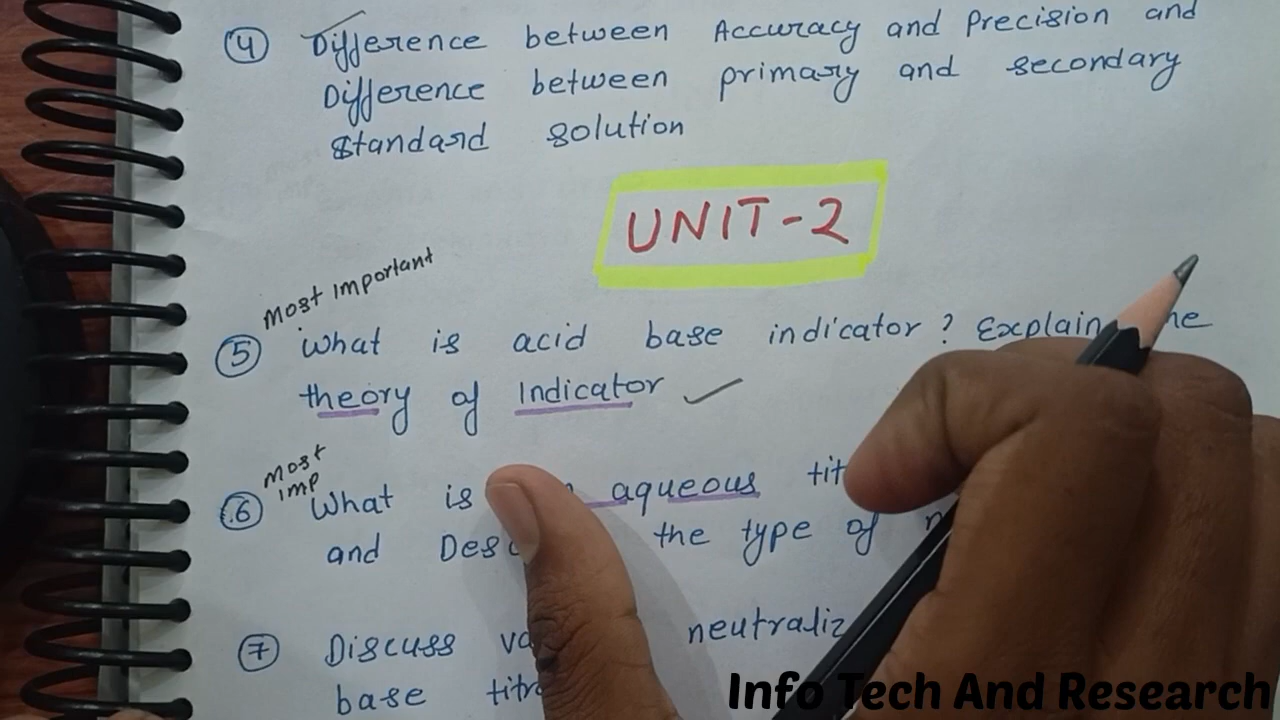 4 Difference between Accuracy and Precision and
Difference between primary and secondary
standard solution
UNIT-2
Most Important
5 What is acid base indicator? Explain
theory of Indicator
Most
imp
6 What is aqueous
and the type of
7 Discuss
base
Info Tech And Research